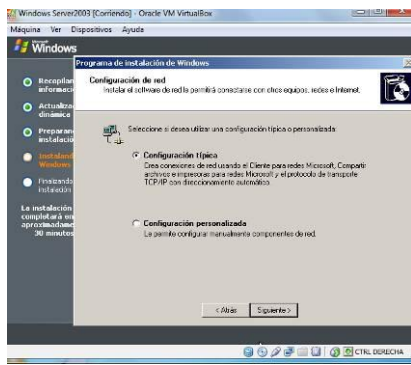 Windows Server2003 [Corriendo] - Oracle VM VirtualBox
Máquina Ver Dispositivos Ayuda
Windows
Programa de instalación de Windows
Recopilan
informaci
Actualiza
dinámica
Preparan
instalació
Instaland
Windows
Finalizando
instalación
La instalación
completará en
aproximadame
30 minutos
Configuración de red
Instalar el software de red le permitirá conectarse con otros equipos, redes e Internet.
Seleccione si desea utilizar una configuración típica o personalizada:
Configuración típica
Crea conexiones de red usando el Cliente para redes Microsoft, Compartir
archivos e impresoras para redes Microsoft y el protocolo de transporte
TCP/IP con direccionamiento automático.
Configuración personalizada
Le permite configurar manualmente componentes de red.
< Atrás
Siguiente >
CTRL DERECHA